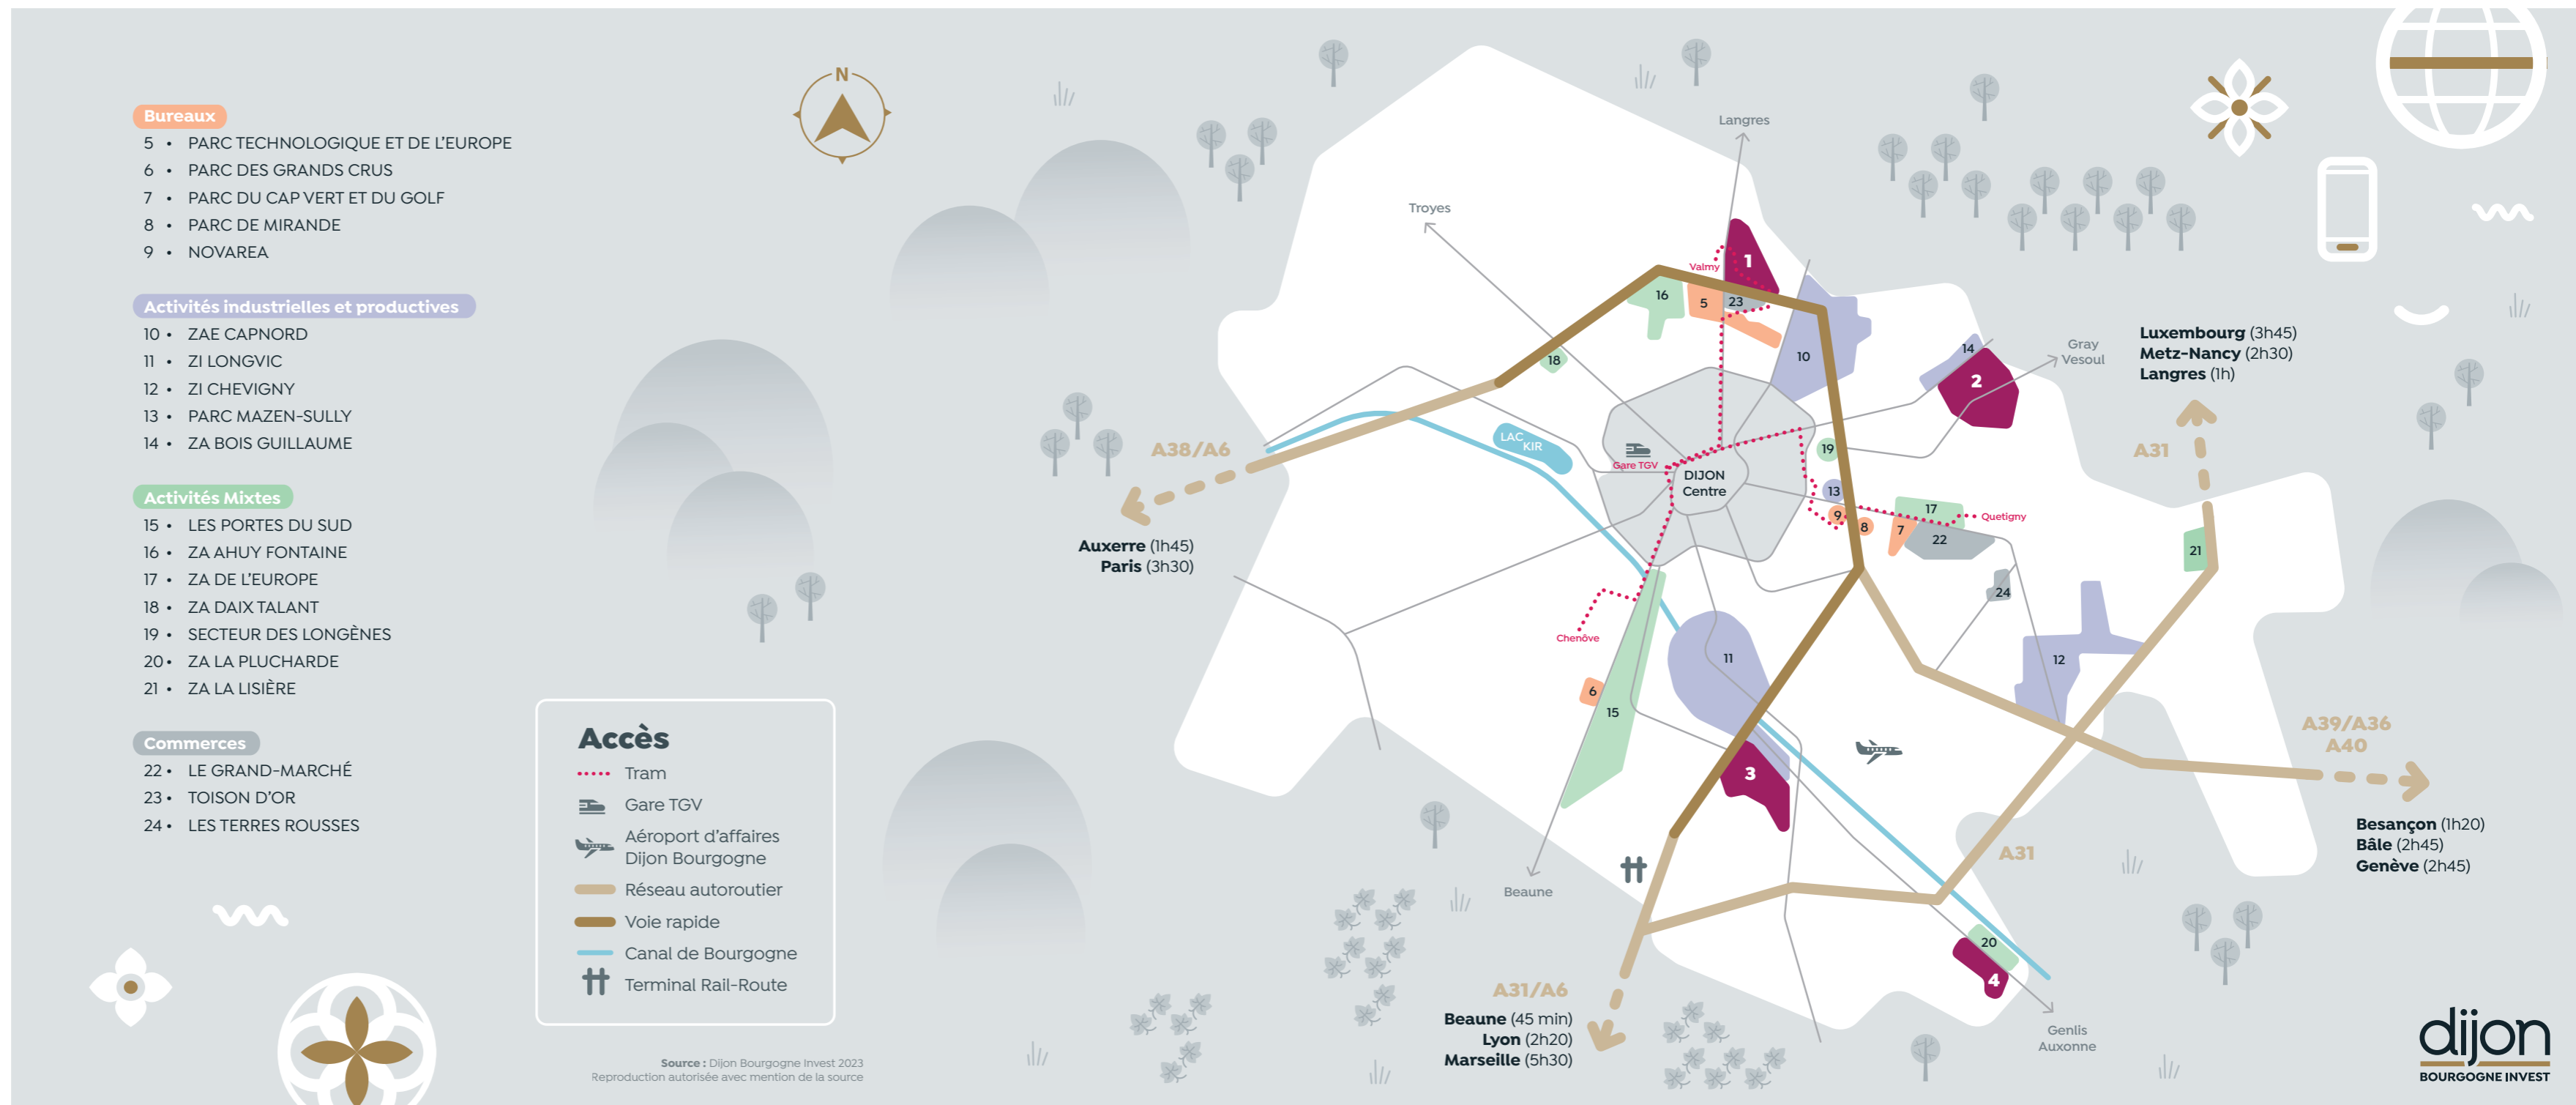 Bureaux
5 • PARC TECHNOLOGIQUE ET DE L'EUROPE
6 • PARC DES GRANDS CRUS
7 • PARC DU CAP VERT ET DU GOLF
8 • PARC DE MIRANDE
9 • NOVAREA
Activités industrielles et productives
10 • ZAE CAPNORD
11 • ZI LONGVIC
12 • ZI CHEVIGNY
13 • PARC MAZEN-SULLY
14 • ZA BOIS GUILLAUME
Activités Mixtes
15 • LES PORTES DU SUD
16 • ZA AHUY FONTAINE
17 • ZA DE L'EUROPE
18 • ZA DAIX TALANT
19 • SECTEUR DES LONGÈNES
20 • ZA LA PLUCHARDE
21 • ZA LA LISIÈRE
Commerces
22 • LE GRAND-MARCHÉ
23 • TOISON D'OR
24 • LES TERRES ROUSSES
Accès
Tram
Gare TGV
Aéroport d'affaires
Dijon Bourgogne
Réseau autoroutier
Voie rapide
Canal de Bourgogne
Terminal Rail-Route
Source : Dijon Bourgogne Invest 2023
Reproduction autorisée avec mention de la source
N
Langres
Troyes
Valmy
1
16
5
23
10
18
14
2
Gray
Vesoul
Luxembourg (3h45)
Metz-Nancy (2h30)
Langres (1h)
A31
A38/A6
Auxerre (1h45)
Paris (3h30)
LAC
KIR
Gare TGV
DIJON
Centre
19
13
9
8
7
17
22
Quetigny
21
24
Chenôve
11
12
6
15
3
A39/A36
A40
Besançon (1h20)
Bâle (2h45)
Genève (2h45)
A31
Beaune
20
4
A31/A6
Beaune (45 min)
Lyon (2h20)
Marseille (5h30)
Genlis
Auxonne
dijon
BOURGOGNE INVEST